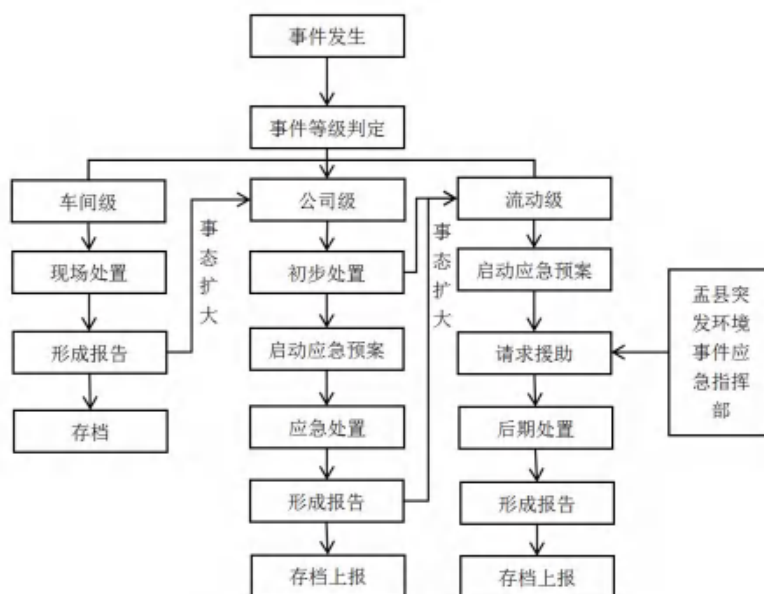 事件发生
事件等级判定
车间级
现场处置
形成报告
存档
事态扩大
公司级
初步处置
启动应急预案
应急处置
形成报告
存档上报
事态扩大
流动级
启动应急预案
请求援助
后期处置
形成报告
存档上报
盂县突
发环境
事件应
急指挥
部